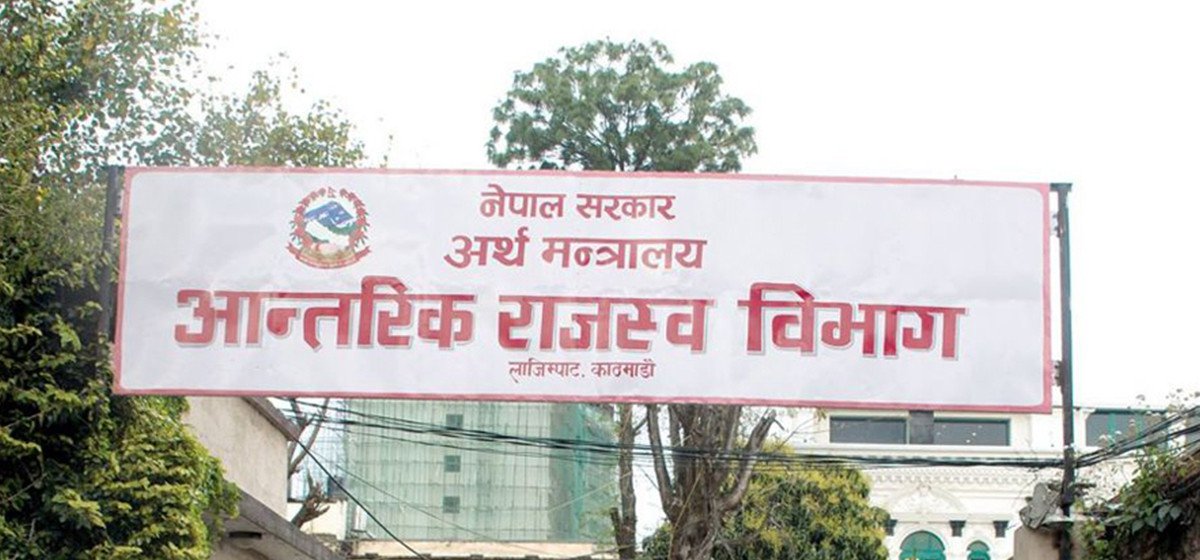 नेपाल सरकार
अर्थ मन्त्रालय
आन्तरिक राजस्व विभाग
लाजिम्पाट, काठमाडौं